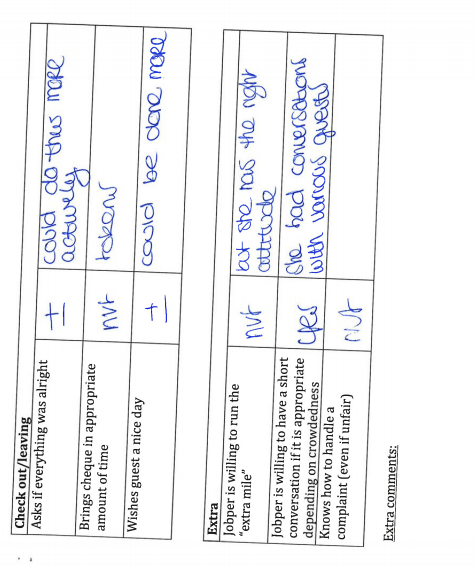 Check out/leaving
Asks if everything was alright ± could do this more
actively
Brings cheque in appropriate nvt tokens
amount of time
Wishes guest a nice day ± could be done more
Extra
Jobper is willing to run the nvt but she has the right
"extra mile" attitude
Jobper is willing to have a short yes she had conversations
conversation if it is appropriate with various guests
depending on crowdedness
Knows how to handle a nvt
complaint (even if unfair)
Extra comments: